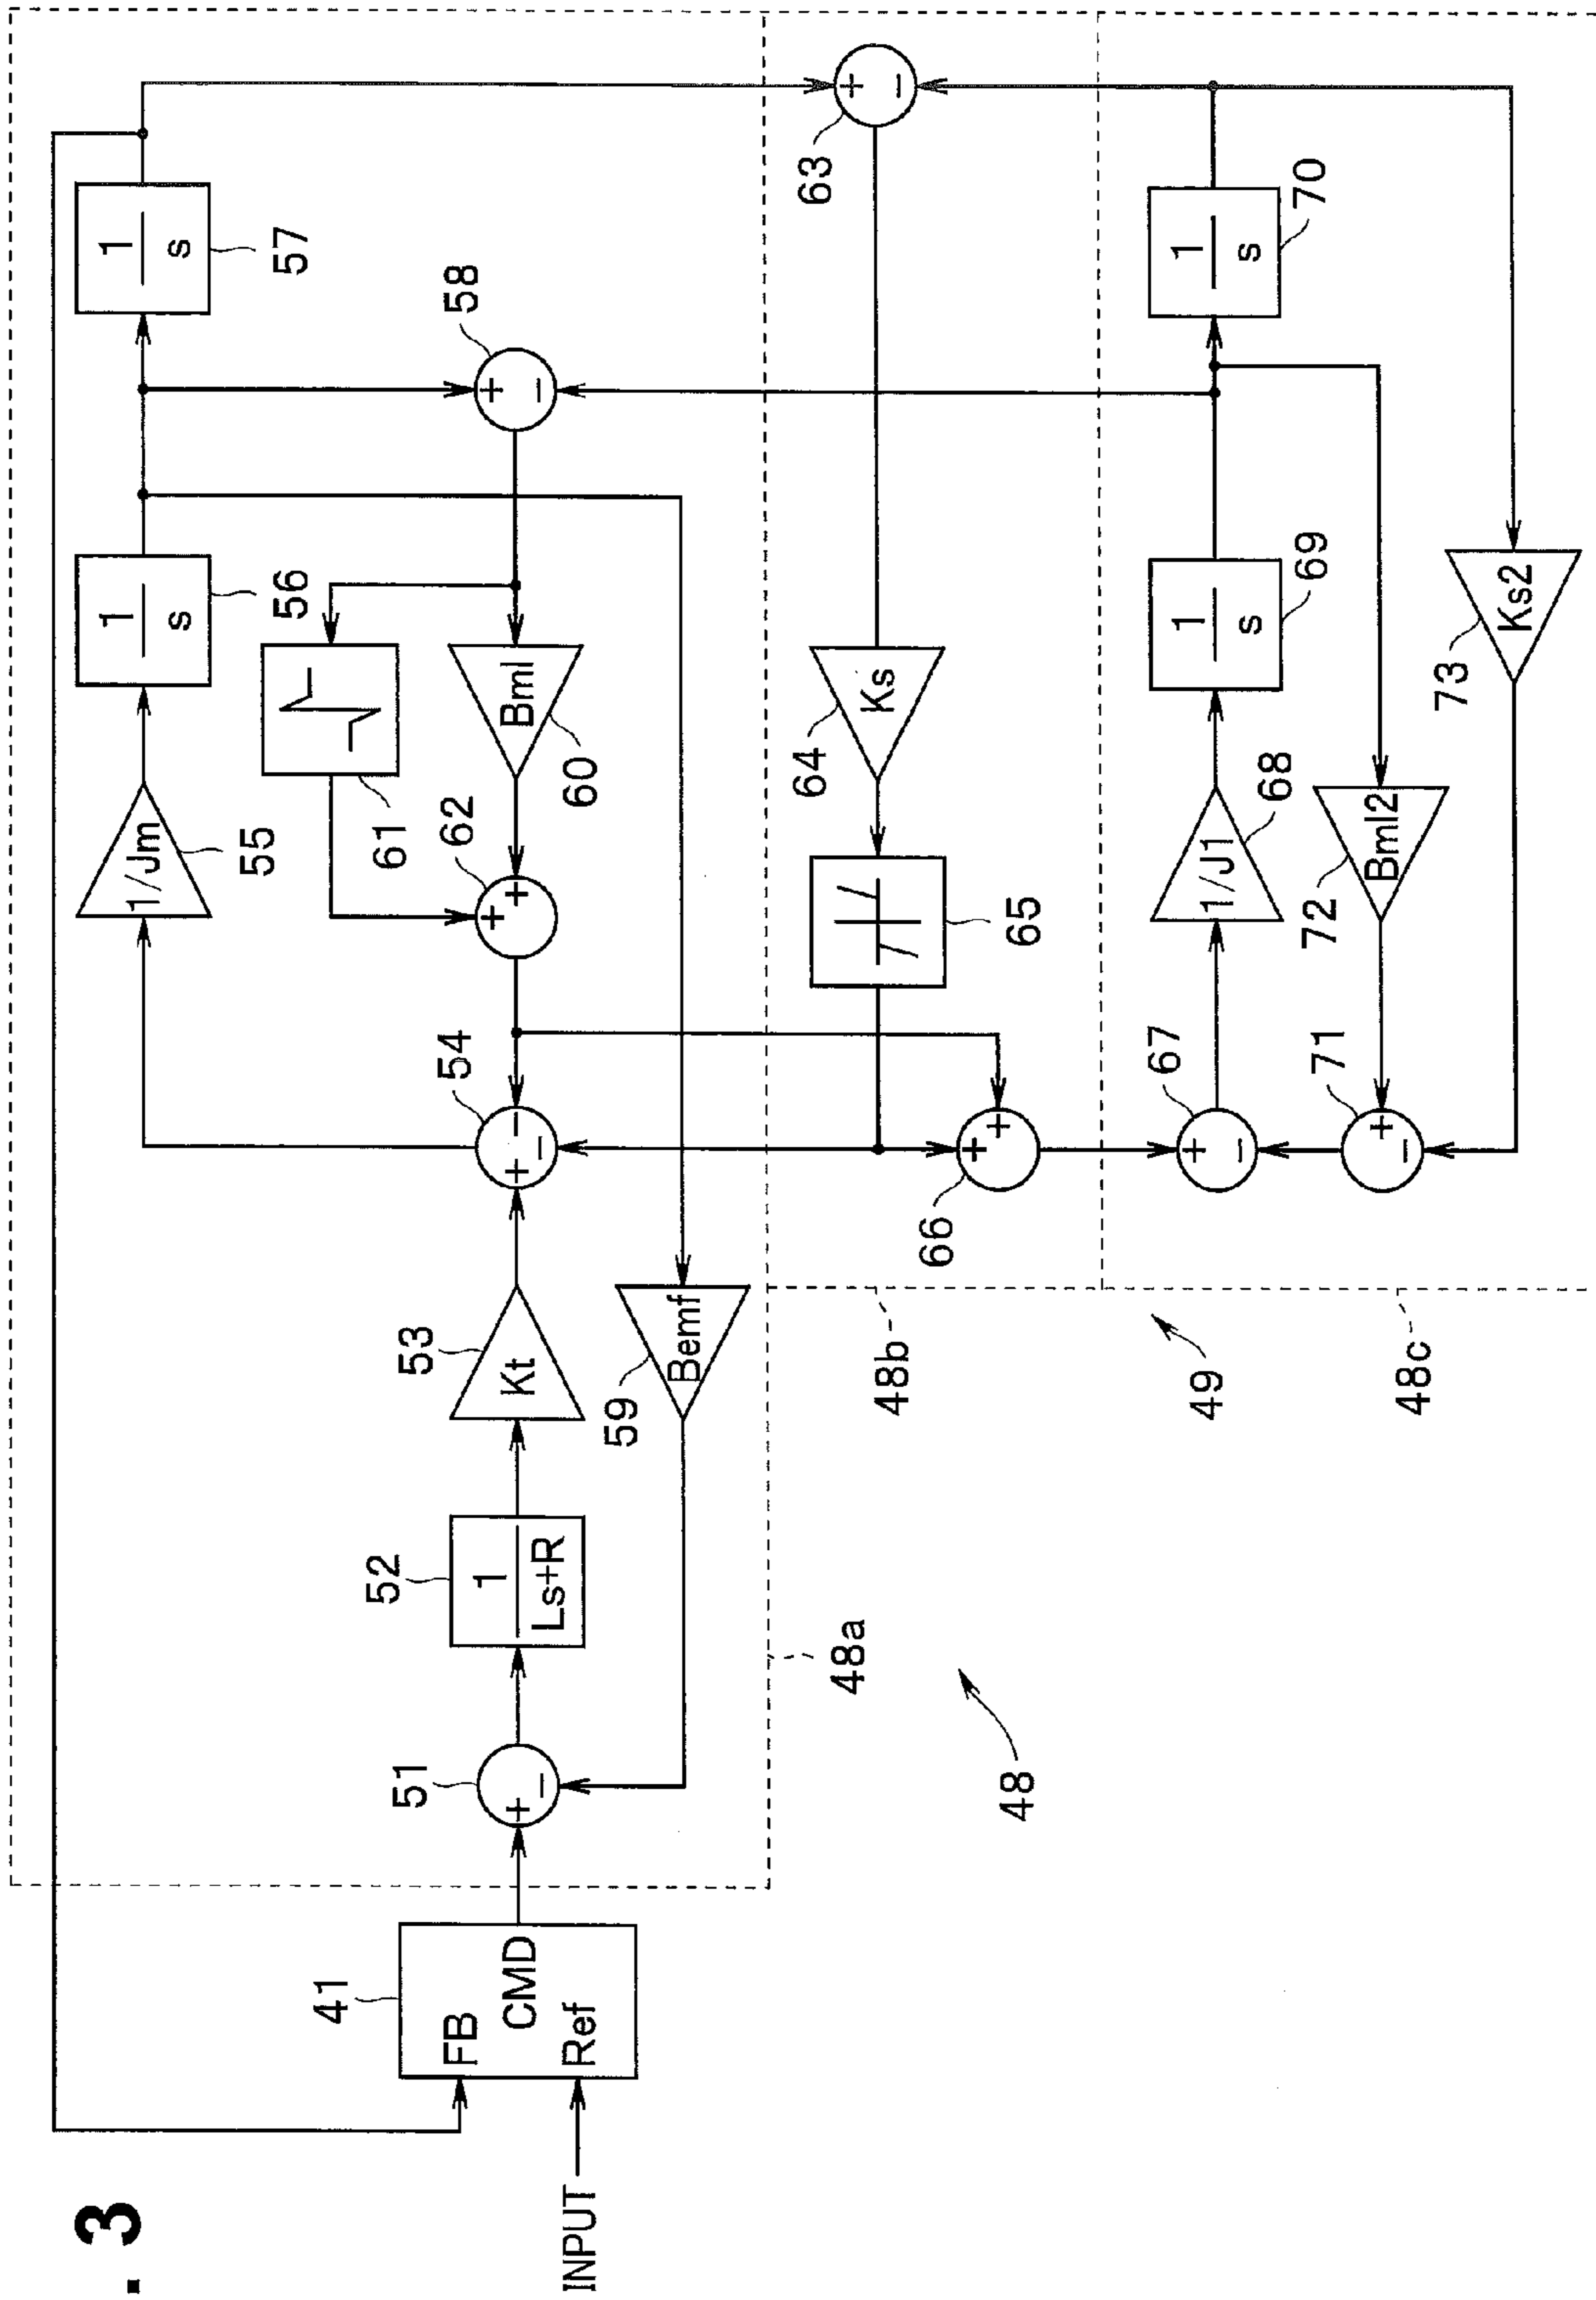 . 3
INPUT
FB
CMD
Ref
41
51
+
−
1
Ls+R
52
Kt
53
54
+
−
−
1/Jm
55
1
s
56
1
s
57
58
+
−
Bemf
59
Bml
60
61
62
+
+
63
+
−
Ks
64
65
66
+
+
67
+
−
1/J1
68
1
s
69
1
s
70
71
+
−
Bml2
72
Ks2
73
48a
48b
48c
48
49